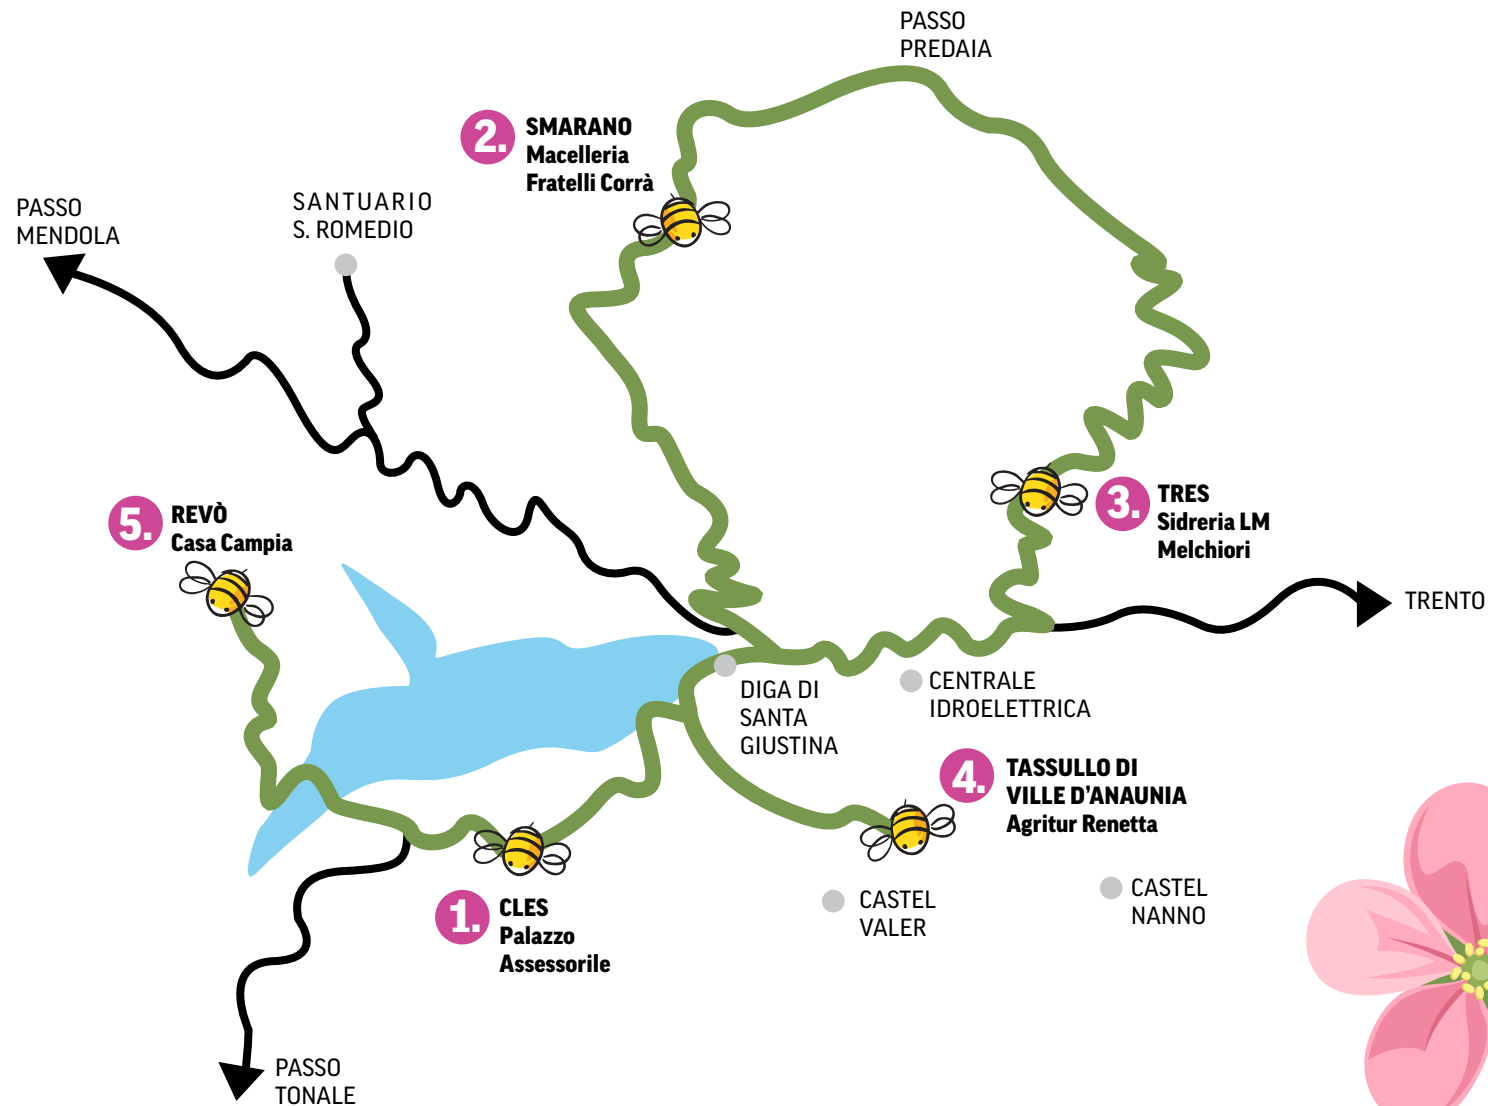 PASSO
PREDAIA
2.
SMARANO
Macelleria
Fratelli Corrà
PASSO
MENDOLA
SANTUARIO
S. ROMEDIO
5.
REVÒ
Casa Campia
3.
TRES
Sidreria LM
Melchiori
TRENTO
DIGA DI
SANTA
GIUSTINA
CENTRALE
IDROELETTRICA
4.
TASSULLO DI
VILLE D’ANAUNIA
Agritur Renetta
1.
CLES
Palazzo
Assessorile
CASTEL
VALER
CASTEL
NANNO
PASSO
TONALE